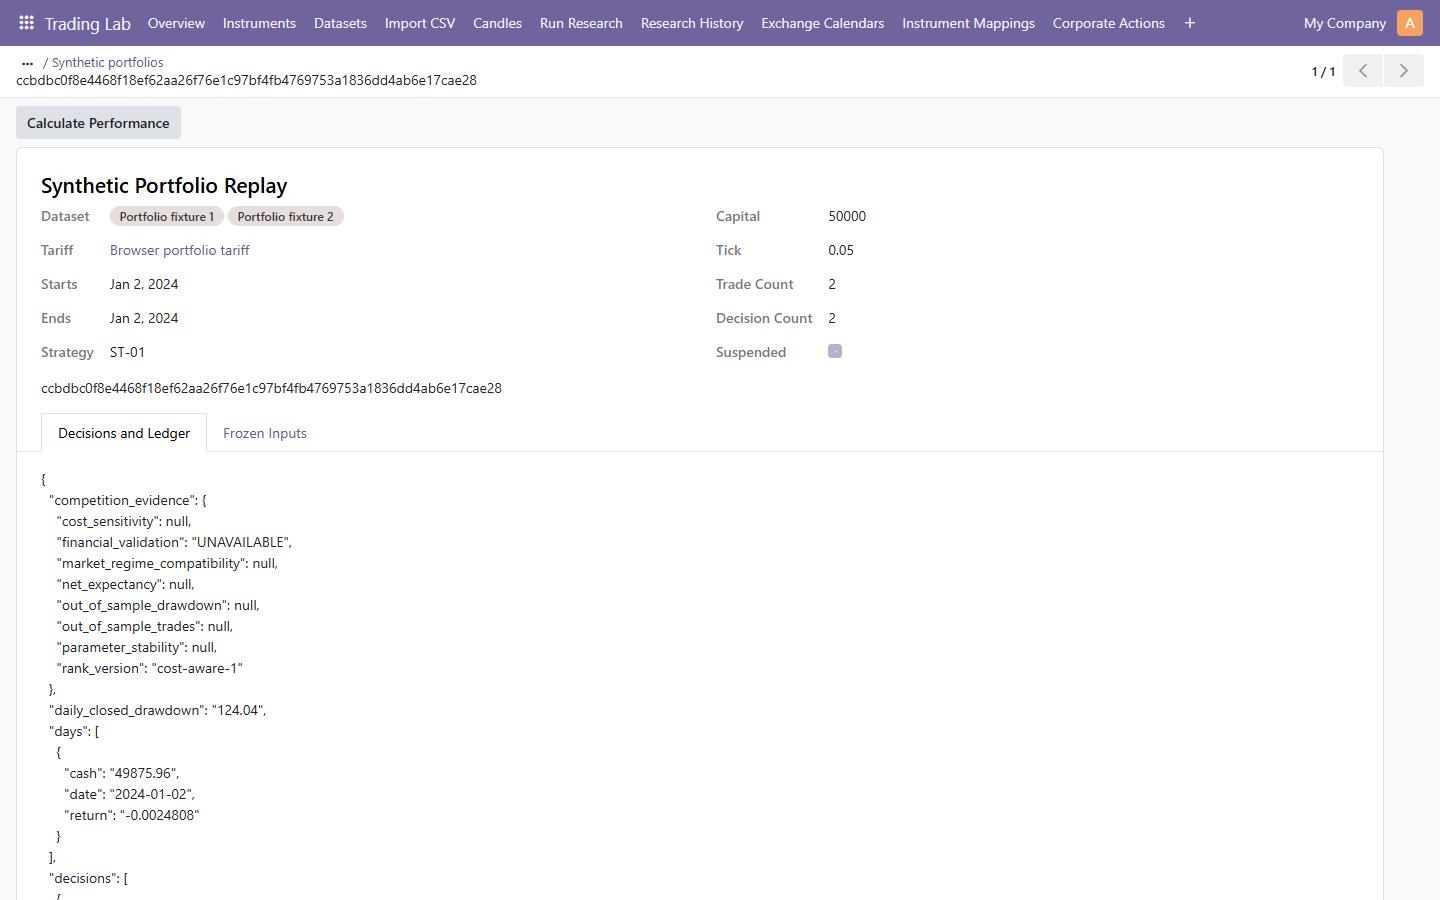 Trading Lab Overview Instruments Datasets Import CSV Candles Run Research Research History Exchange Calendars Instrument Mappings Corporate Actions + My Company A
... / Synthetic portfolios
ccbdbc0f8e4468f18ef62aa26f76e1c97bf4fb4769753a1836dd4ab6e17cae28
1 / 1
Calculate Performance
Synthetic Portfolio Replay
Dataset Portfolio fixture 1 Portfolio fixture 2
Capital 50000
Tariff Browser portfolio tariff
Tick 0.05
Starts Jan 2, 2024
Trade Count 2
Ends Jan 2, 2024
Decision Count 2
Strategy ST-01
Suspended
ccbdbc0f8e4468f18ef62aa26f76e1c97bf4fb4769753a1836dd4ab6e17cae28
Decisions and Ledger Frozen Inputs
{
"competition_evidence": {
"cost_sensitivity": null,
"financial_validation": "UNAVAILABLE",
"market_regime_compatibility": null,
"net_expectancy": null,
"out_of_sample_drawdown": null,
"out_of_sample_trades": null,
"parameter_stability": null,
"rank_version": "cost-aware-1"
},
"daily_closed_drawdown": "124.04",
"days": [
{
"cash": "49875.96",
"date": "2024-01-02",
"return": "-0.0024808"
}
],
"decisions": [
{